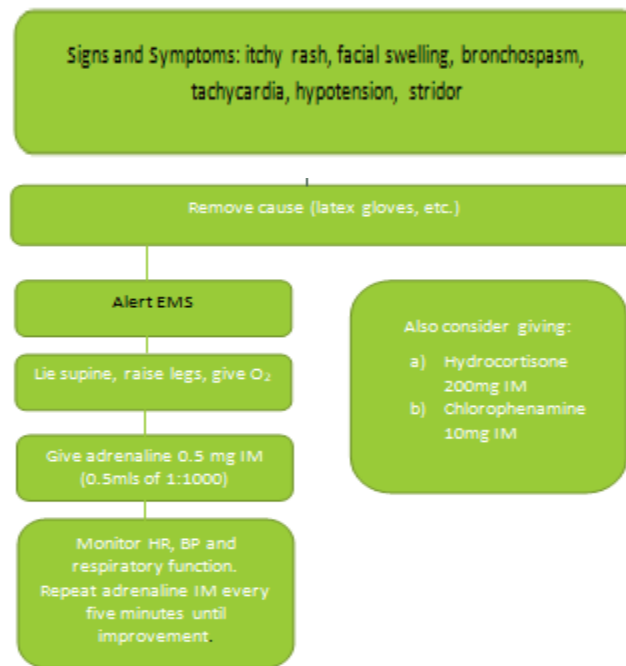 Signs and Symptoms: itchy rash, facial swelling, bronchospasm,
tachycardia, hypotension, stridor
Remove cause (latex gloves, etc.)
Alert EMS
Lie supine, raise legs, give O₂
Give adrenaline 0.5 mg IM
(0.5mls of 1:1000)
Monitor HR, BP and
respiratory function.
Repeat adrenaline IM every
five minutes until
improvement.
Also consider giving:
a) Hydrocortisone
200mg IM
b) Chlorophenamine
10mg IM